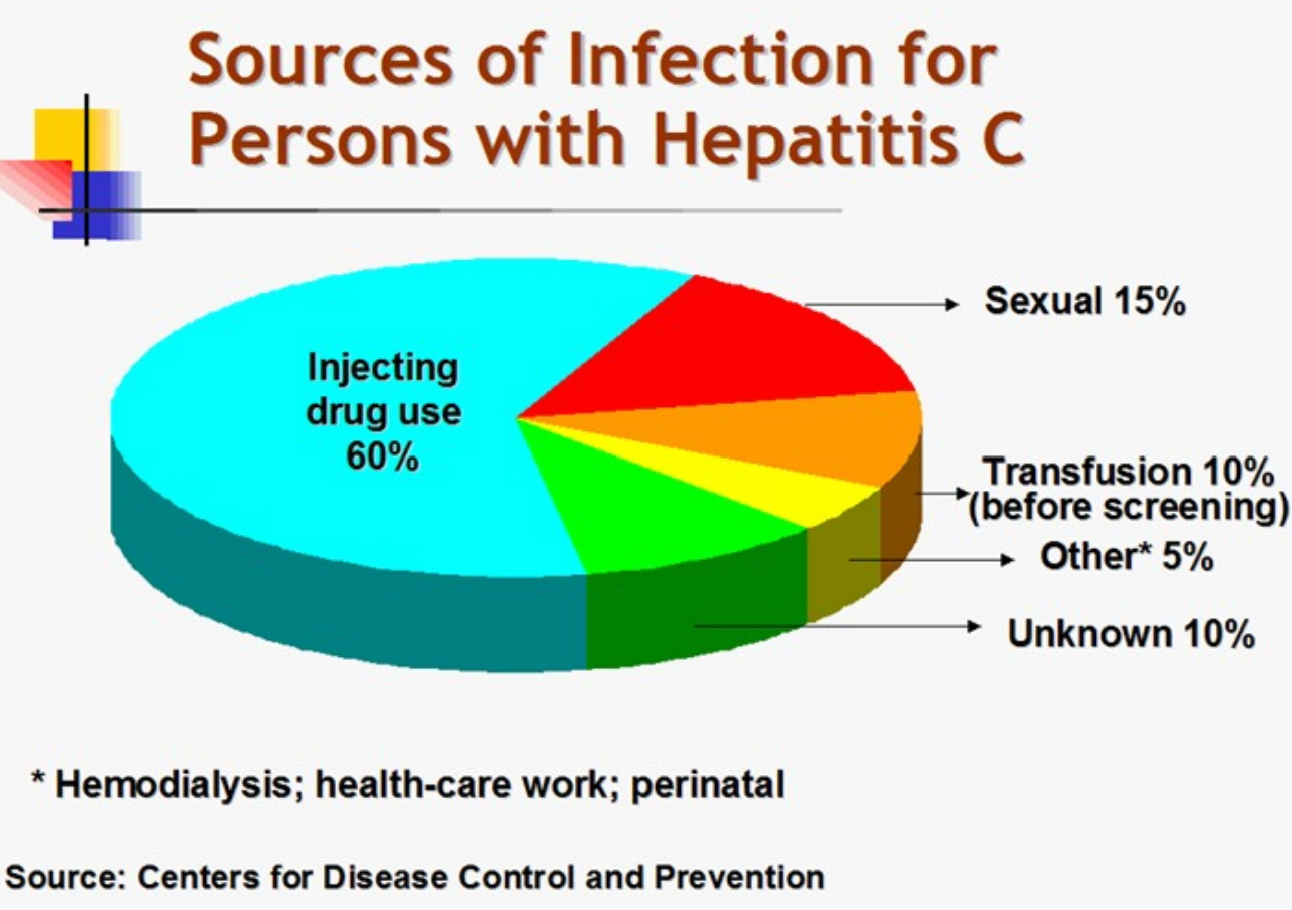 Sources of Infection for
Persons with Hepatitis C
Sexual 15%
Injecting
drug use
60%
Transfusion 10%
(before screening)
Other* 5%
Unknown 10%
* Hemodialysis; health-care work; perinatal
Source: Centers for Disease Control and Prevention